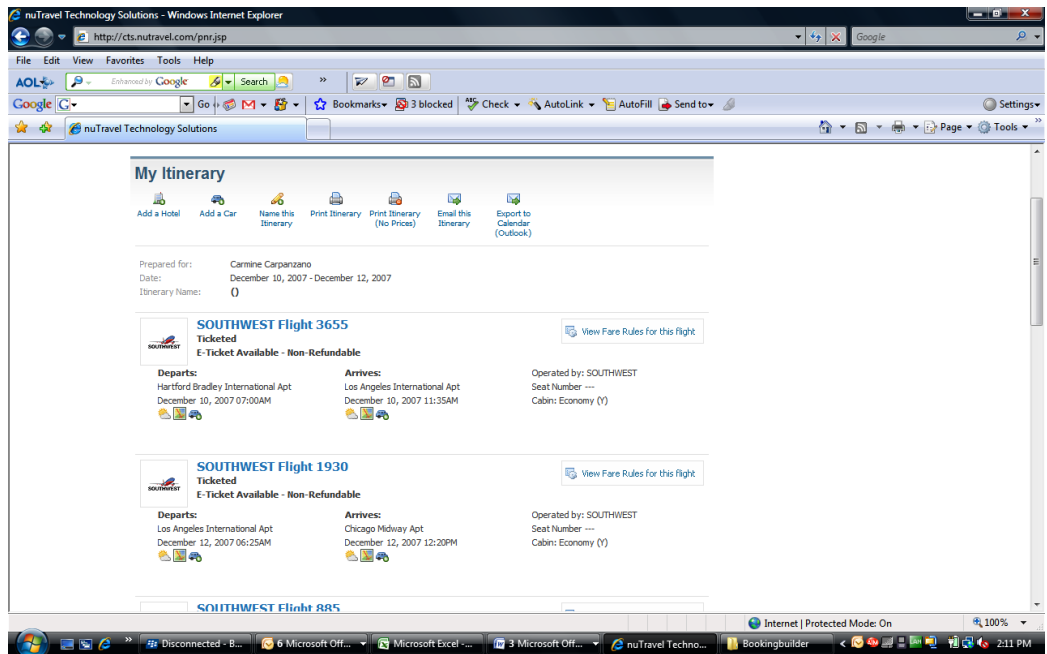 nuTravel Technology Solutions - Windows Internet Explorer
http://cts.nutravel.com/pnr.jsp
Google
File Edit View Favorites Tools Help
AOL Enhanced by Google Search »
Google G Go Bookmarks 3 blocked ABC Check AutoLink AutoFill Send to Settings
nuTravel Technology Solutions Page Tools »
My Itinerary
Add a Hotel Add a Car Name this Itinerary Print Itinerary Print Itinerary (No Prices) Email this Itinerary Export to Calendar (Outlook)
Prepared for: Carmine Carpanzano
Date: December 10, 2007 - December 12, 2007
Itinerary Name: ()
SOUTHWEST Flight 3655
View Fare Rules for this flight
Ticketed
SOUTHWEST
E-Ticket Available - Non-Refundable
Departs: Arrives: Operated by: SOUTHWEST
Hartford Bradley International Apt Los Angeles International Apt Seat Number ---
December 10, 2007 07:00AM December 10, 2007 11:35AM Cabin: Economy (Y)
SOUTHWEST Flight 1930
View Fare Rules for this flight
Ticketed
SOUTHWEST
E-Ticket Available - Non-Refundable
Departs: Arrives: Operated by: SOUTHWEST
Los Angeles International Apt Chicago Midway Apt Seat Number ---
December 12, 2007 06:25AM December 12, 2007 12:20PM Cabin: Economy (Y)
SOUTHWEST Flight 885
Internet | Protected Mode: On 100%
» Disconnected - B... 6 Microsoft Off... Microsoft Excel -... 3 Microsoft Off... nuTravel Techno... Bookingbuilder < 2:11 PM